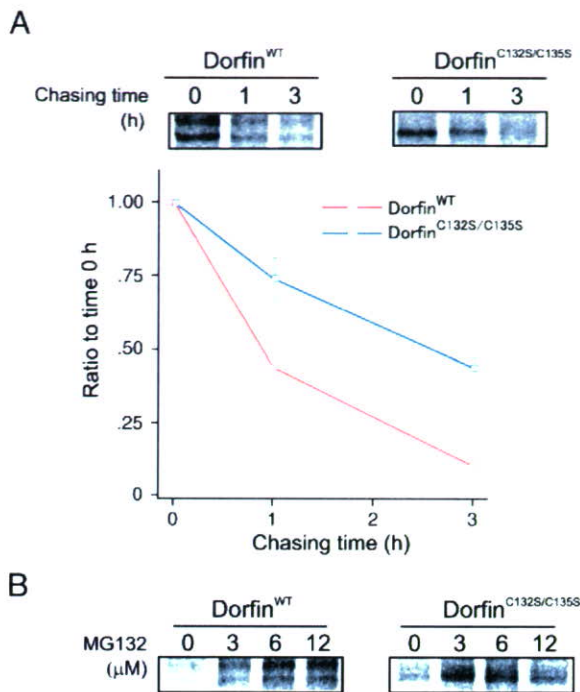 A
Dorfin^WT Dorfin^C132S/C135S
Chasing time 0 1 3 0 1 3
(h)
1.00
.75
.50
.25
0
Ratio to time 0 h
Dorfin^WT
Dorfin^C132S/C135S
0 1 2 3
Chasing time (h)
B
Dorfin^WT Dorfin^C132S/C135S
MG132 0 3 6 12 0 3 6 12
(μM)